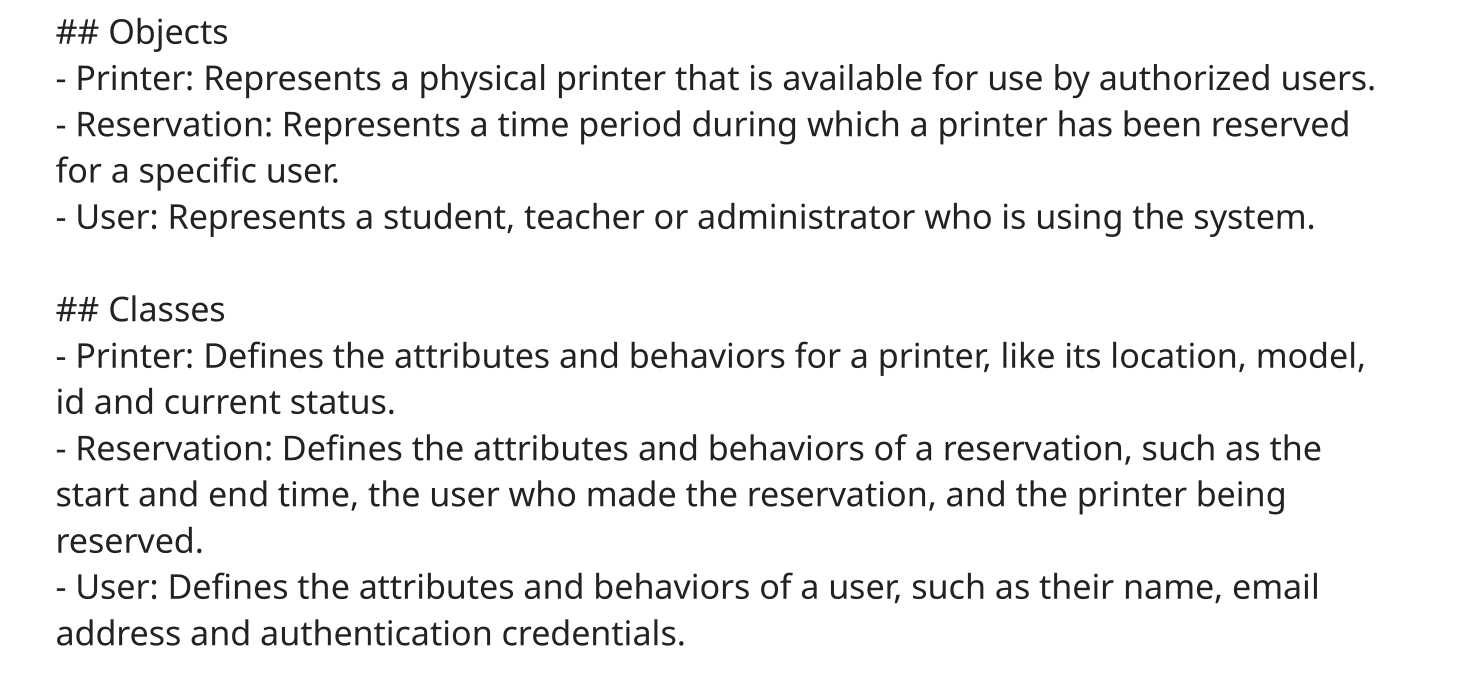 ## Objects
- Printer: Represents a physical printer that is available for use by authorized users.
- Reservation: Represents a time period during which a printer has been reserved
for a specific user.
- User: Represents a student, teacher or administrator who is using the system.

## Classes
- Printer: Defines the attributes and behaviors for a printer, like its location, model,
id and current status.
- Reservation: Defines the attributes and behaviors of a reservation, such as the
start and end time, the user who made the reservation, and the printer being
reserved.
- User: Defines the attributes and behaviors of a user, such as their name, email
address and authentication credentials.